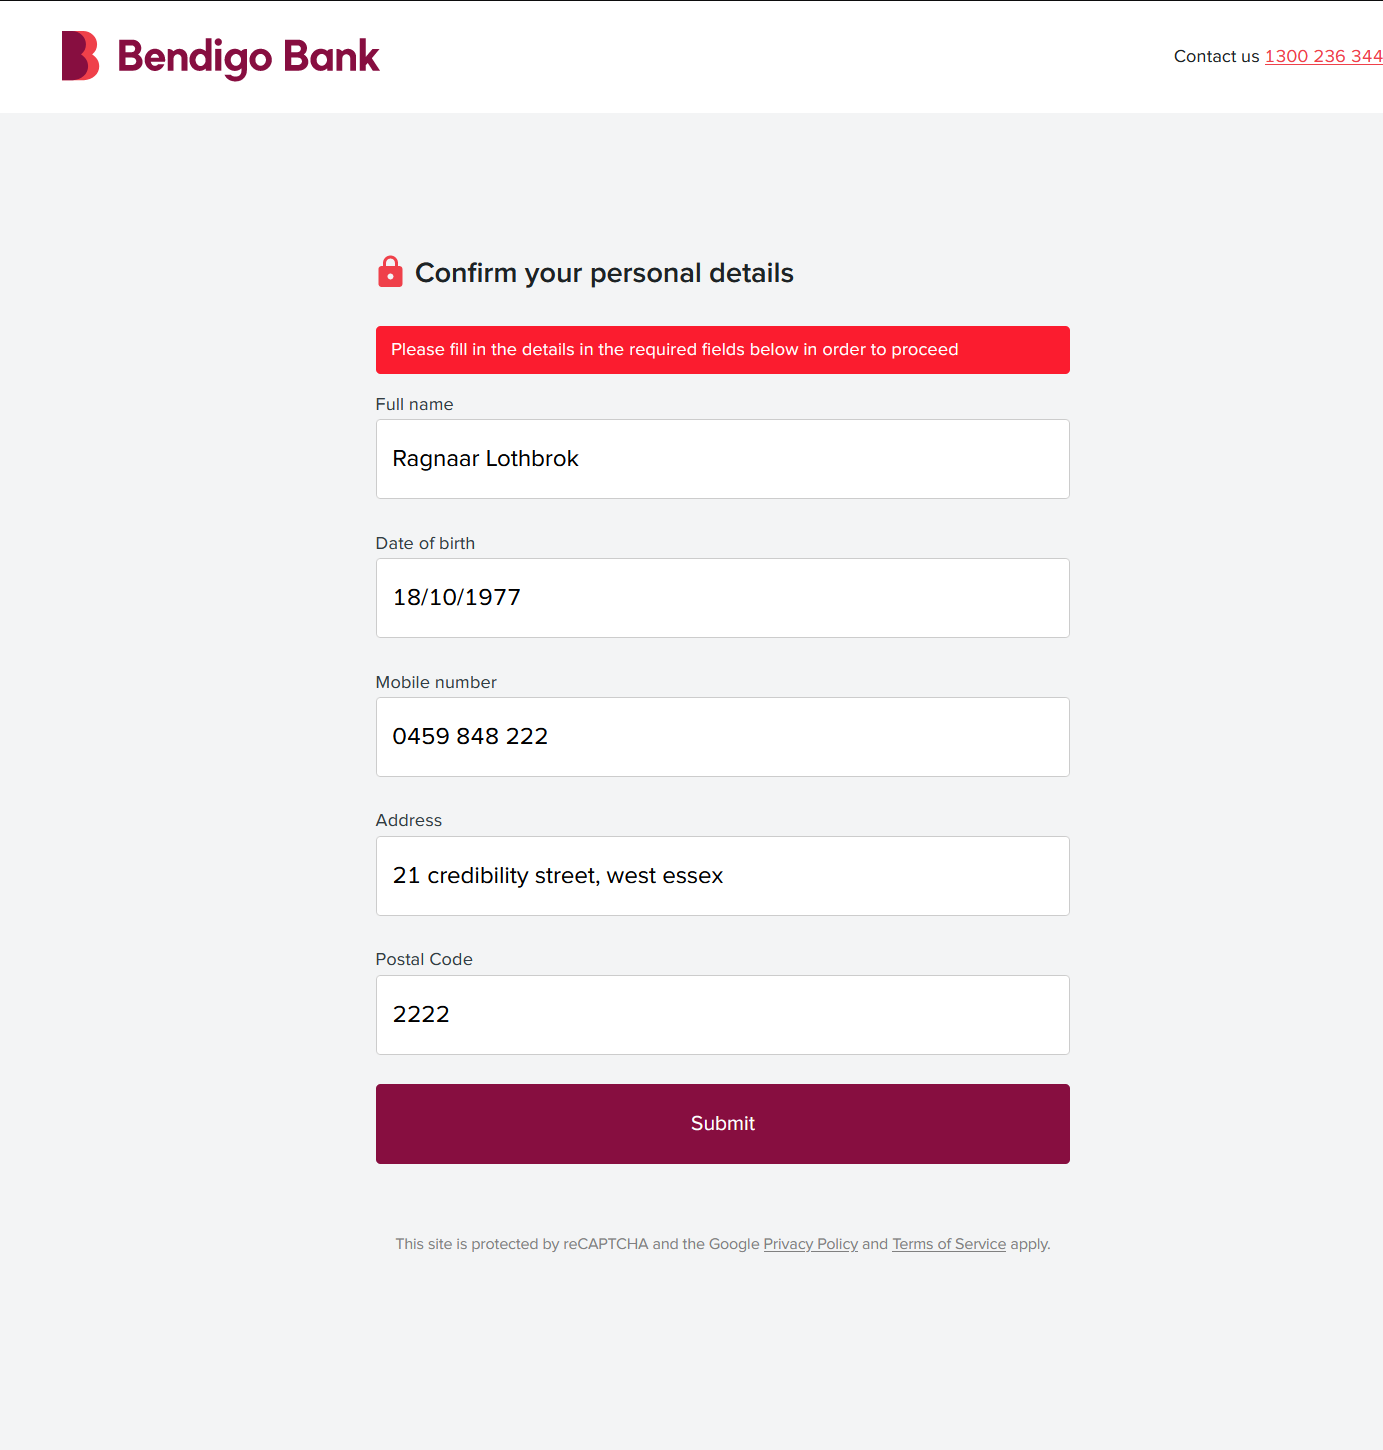 Bendigo Bank
Contact us 1300 236 344
Confirm your personal details
Please fill in the details in the required fields below in order to proceed
Full name
Ragnaar Lothbrok
Date of birth
18/10/1977
Mobile number
0459 848 222
Address
21 credibility street, west essex
Postal Code
2222
Submit
This site is protected by reCAPTCHA and the Google Privacy Policy and Terms of Service apply.